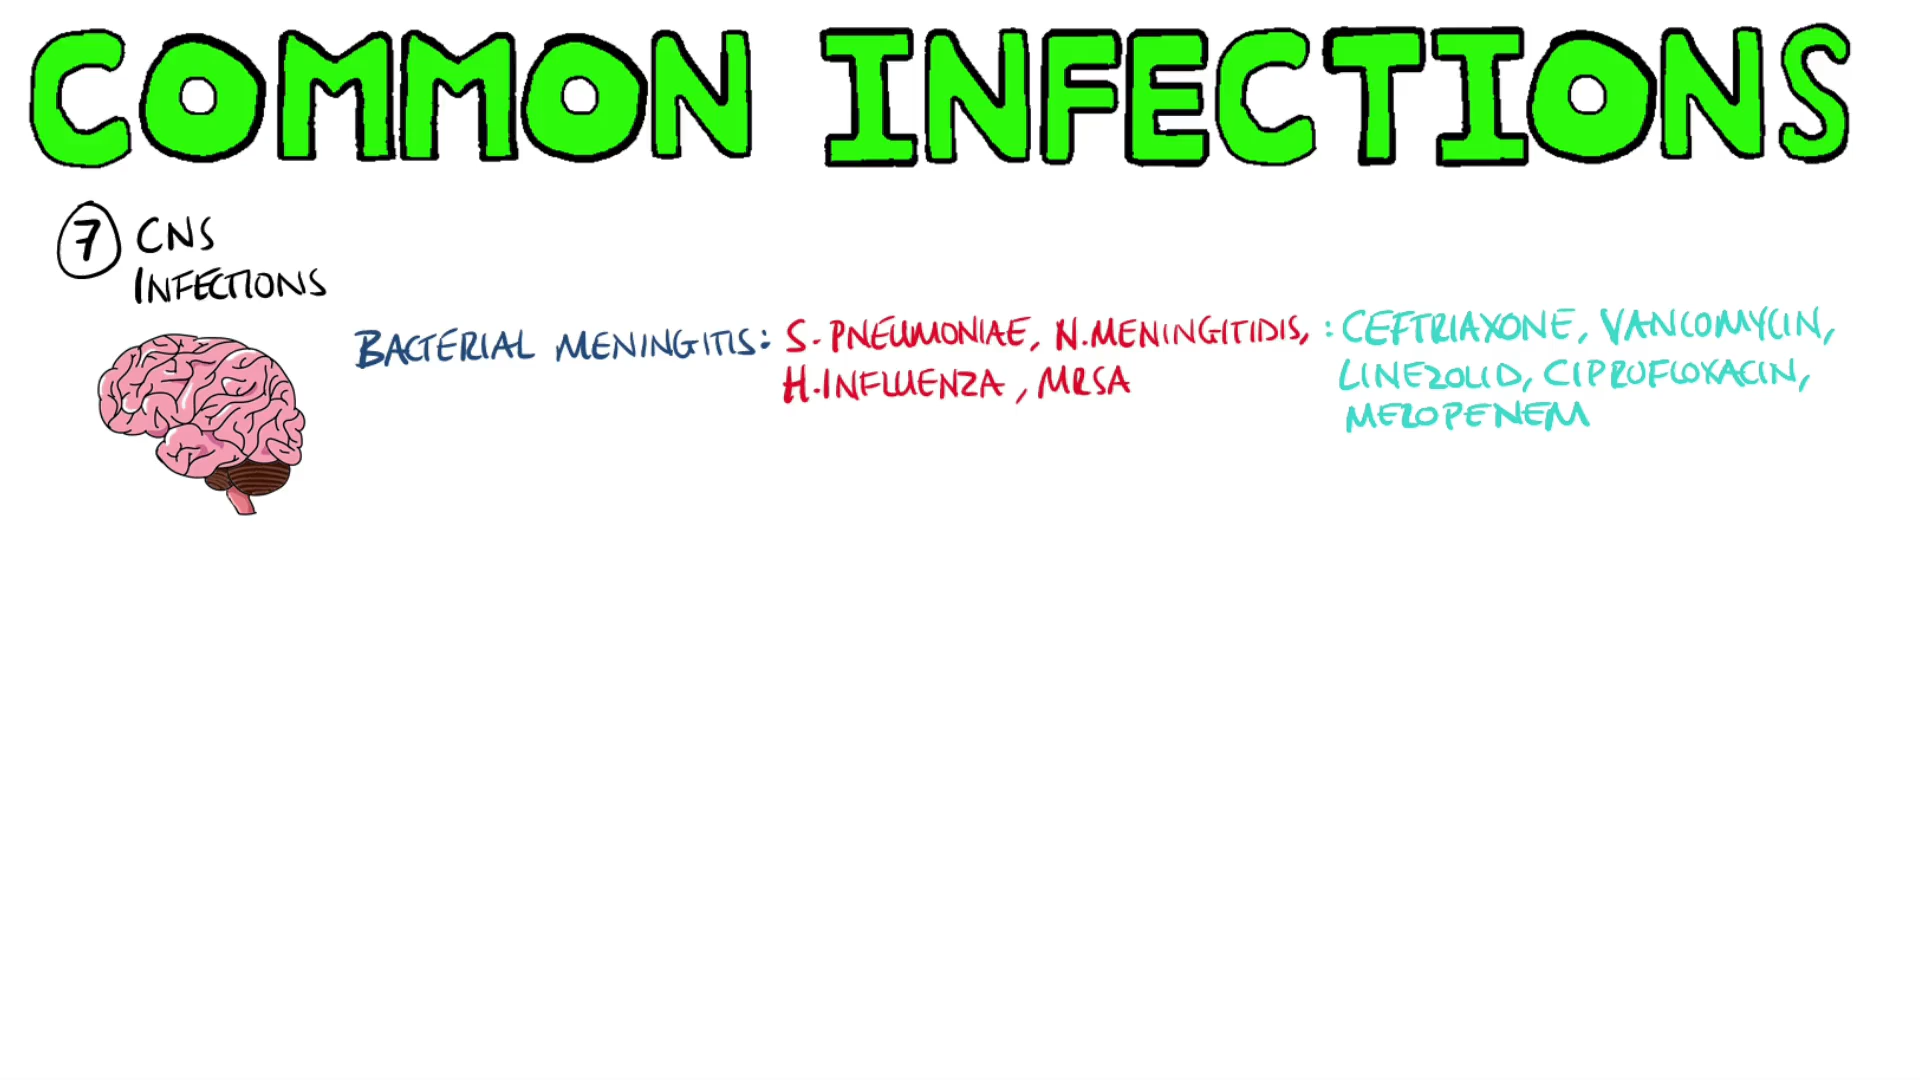 COMMON INFECTIONS
7 CNS
INFECTIONS
BACTERIAL MENINGITIS: S. PNEUMONIAE, N. MENINGITIDIS, : CEFTRIAXONE, VANCOMYCIN,
H. INFLUENZA, MRSA LINEZOLID, CIPROFLOXACIN,
MEROPENEM